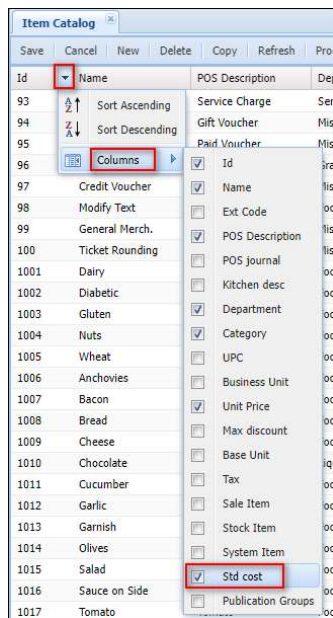 Item Catalog
Save Cancel New Delete Copy Refresh Pro
Id Name POS Description De
93 Service Charge Ser
94 Gift Voucher Mis
95 Paid Voucher Mis
Sort Ascending
Sort Descending
Columns
96
97 Credit Voucher
98 Modify Text
99 General Merch.
100 Ticket Rounding
1001 Dairy
1002 Diabetic
1003 Gluten
1004 Nuts
1005 Wheat
1006 Anchovies
1007 Bacon
1008 Bread
1009 Cheese
1010 Chocolate
1011 Cucumber
1012 Garlic
1013 Garnish
1014 Olives
1015 Salad
1016 Sauce on Side
1017 Tomato
Id
Name
Ext Code
POS Description
POS journal
Kitchen desc
Department
Category
UPC
Business Unit
Unit Price
Max discount
Base Unit
Tax
Sale Item
Stock Item
System Item
Std cost
Publication Groups